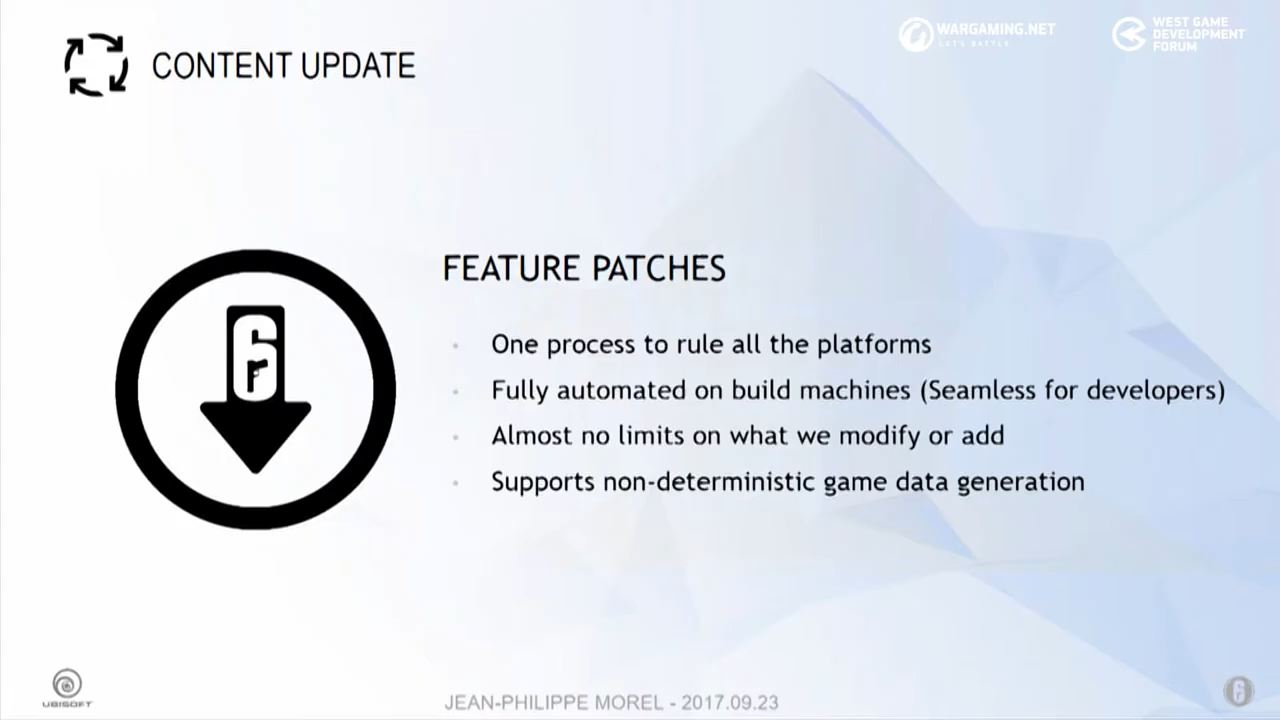 CONTENT UPDATE
WARGAMING.NET
LET'S BATTLE
WEST GAME
DEVELOPMENT
FORUM
6
FEATURE PATCHES
One process to rule all the platforms
Fully automated on build machines (Seamless for developers)
Almost no limits on what we modify or add
Supports non-deterministic game data generation
UBISOFT
JEAN-PHILIPPE MOREL - 2017.09.23
6